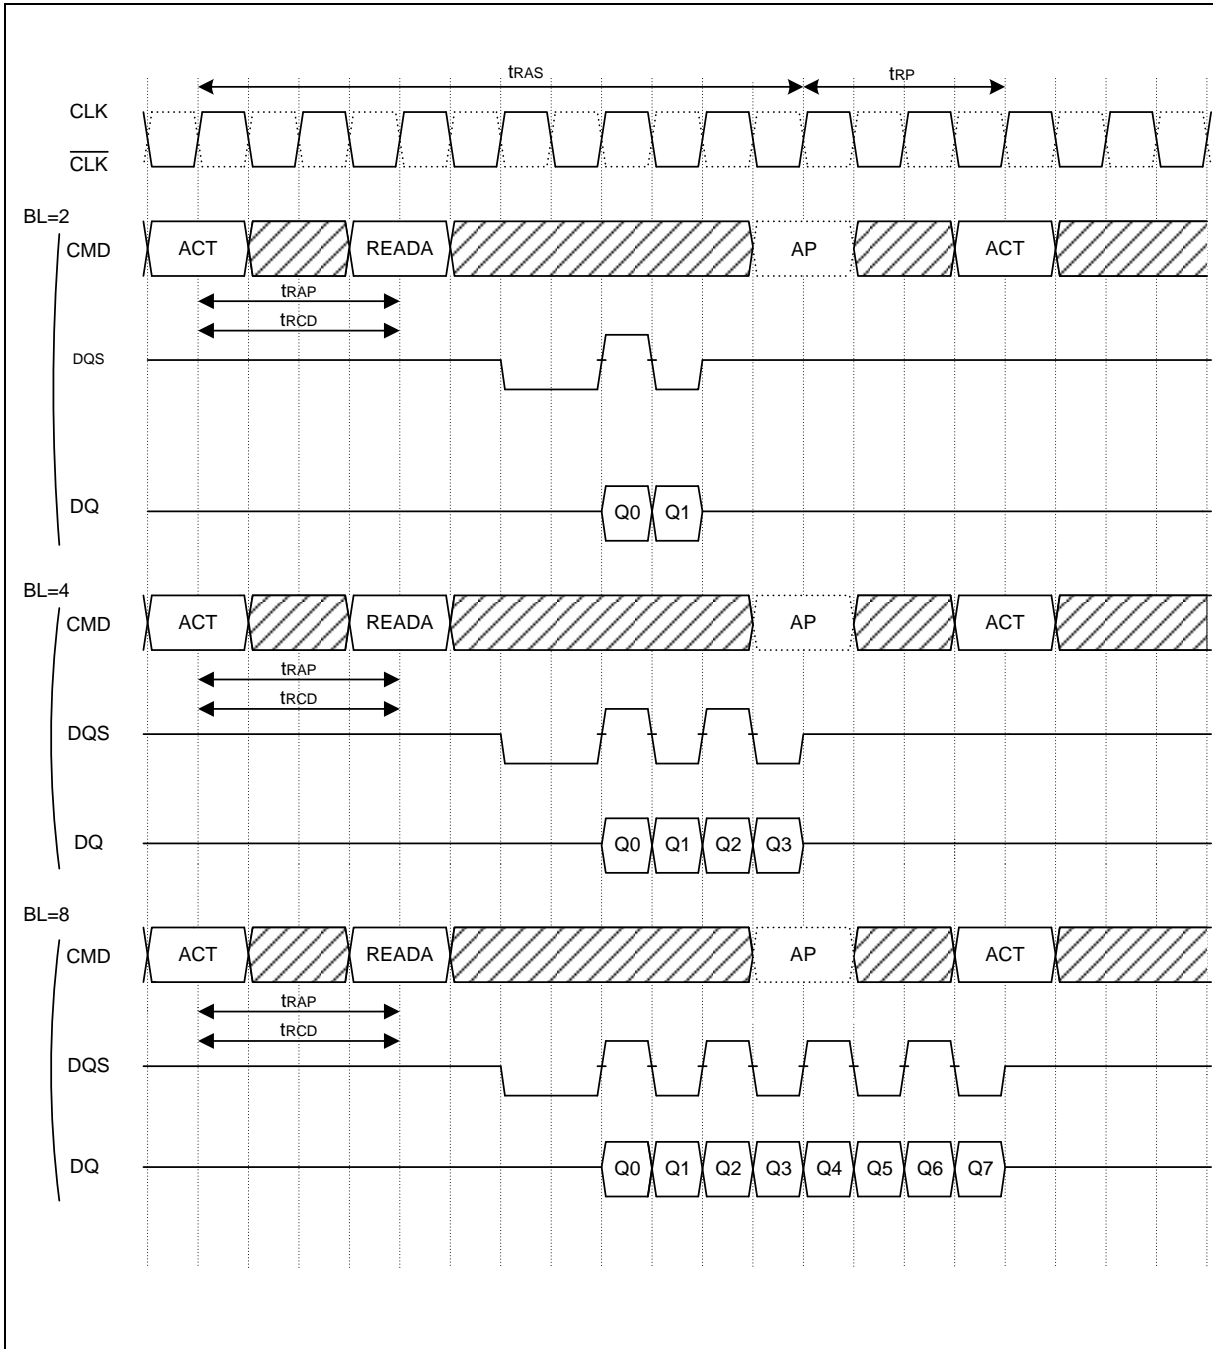 tRAS tRP
CLK
CLK
BL=2
CMD ACT READA AP ACT
tRAP
tRCD
DQS
DQ Q0 Q1
BL=4
CMD ACT READA AP ACT
tRAP
tRCD
DQS
DQ Q0 Q1 Q2 Q3
BL=8
CMD ACT READA AP ACT
tRAP
tRCD
DQS
DQ Q0 Q1 Q2 Q3 Q4 Q5 Q6 Q7